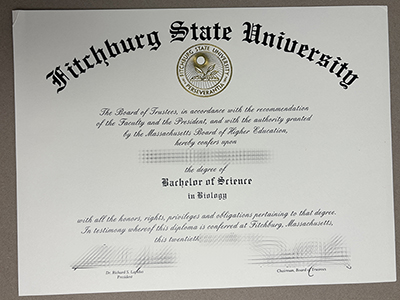 Fitchburg State University
FITCHBURG STATE UNIVERSITY
PERSEVERANTIA
The Board of Trustees, in accordance with the recommendation
of the Faculty and the President, and with the authority granted
by the Massachusetts Board of Higher Education,
hereby confers upon
the degree of
Bachelor of Science
in Biology
with all the honors, rights, privileges and obligations pertaining to that degree.
In testimony whereof this diploma is conferred at Fitchburg, Massachusetts,
this twentieth
Dr. Richard S. Lapidus
President
Chairman, Board of Trustees